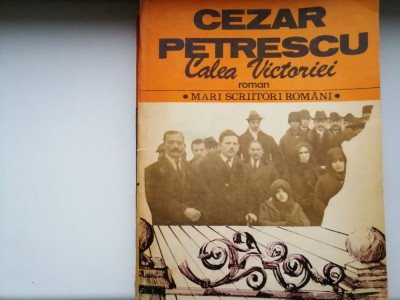 CEZAR
PETRESCU
Calea Victoriei
roman
• MARI SCRIITORI ROMÂNI •